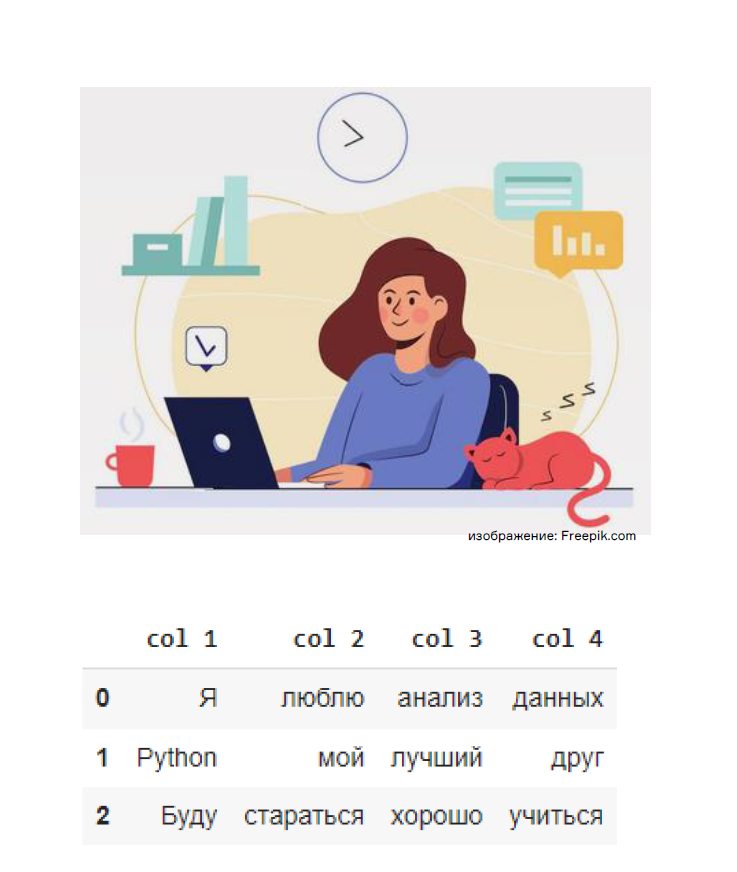 z z z
изображение: Freepik.com
col 1 col 2 col 3 col 4
0 Я люблю анализ данных
1 Python мой лучший друг
2 Буду стараться хорошо учиться